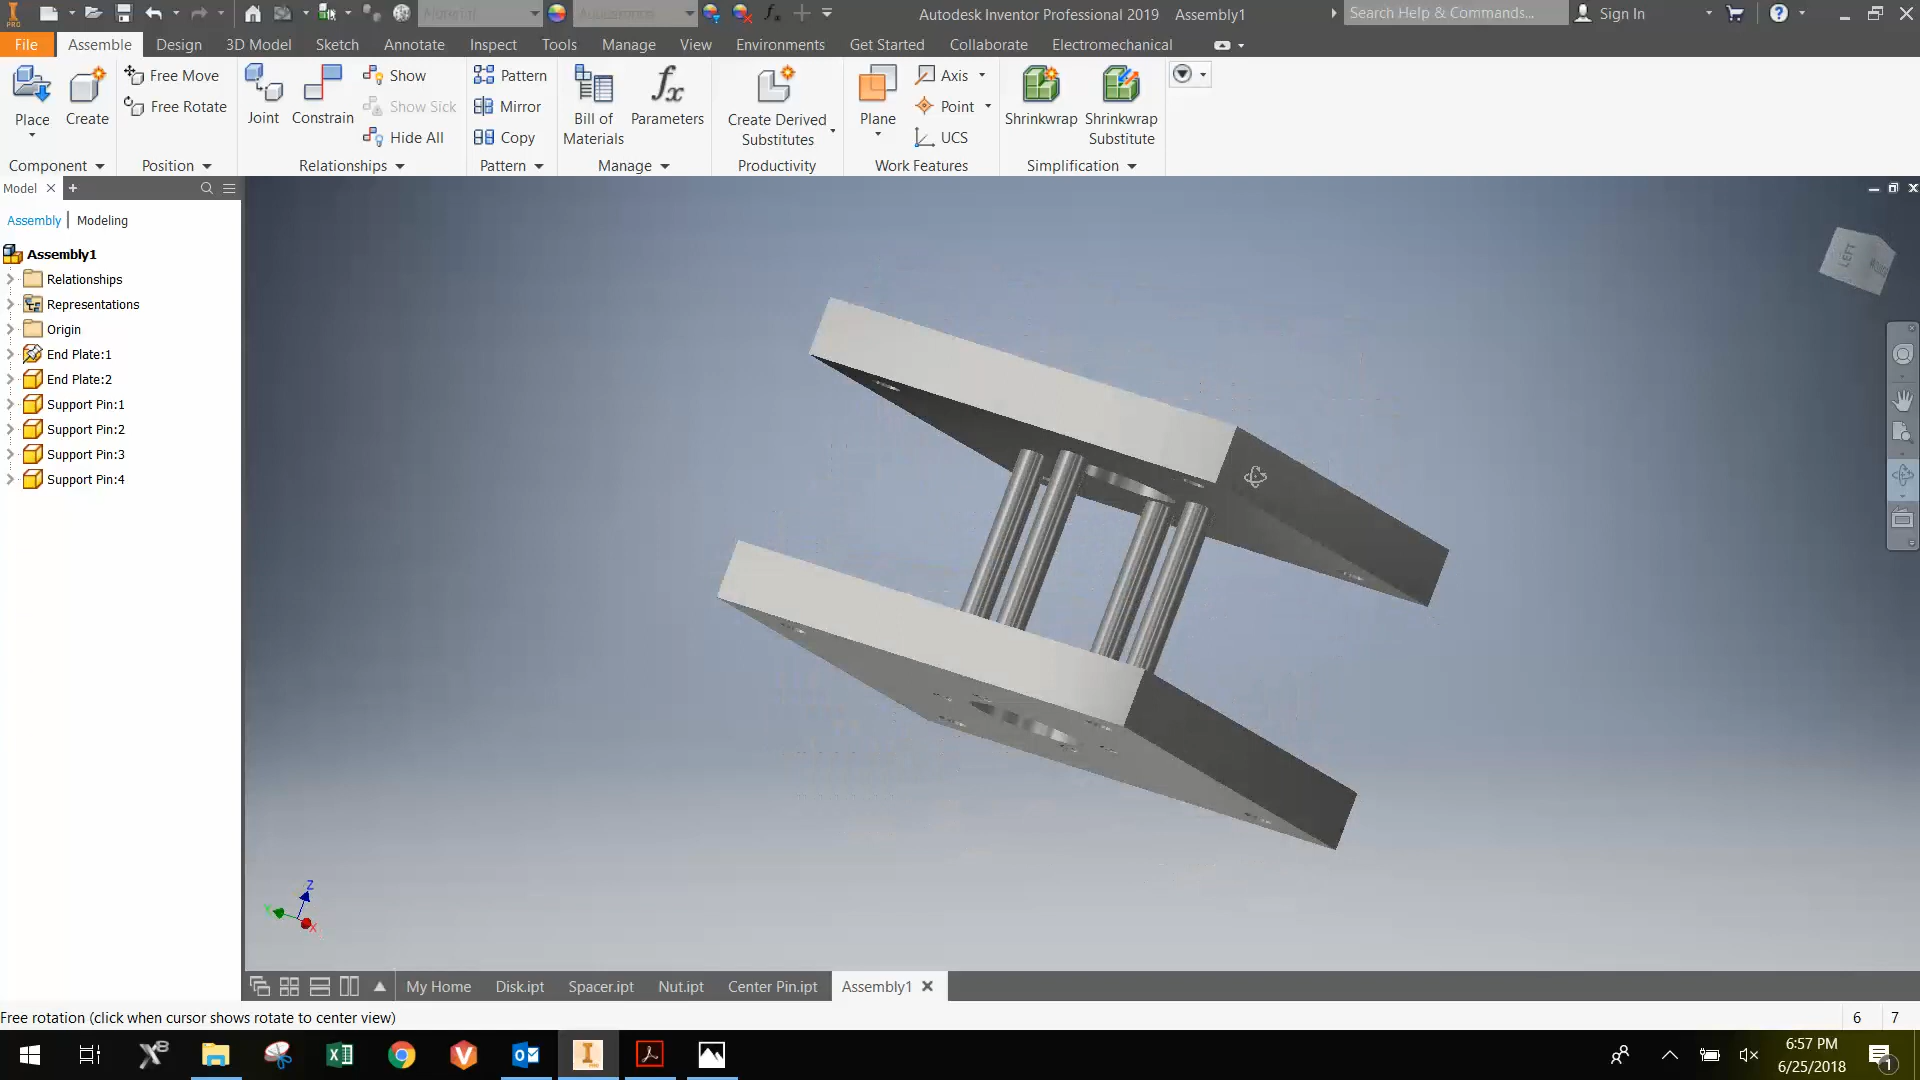 Autodesk Inventor Professional 2019 Assembly1
Search Help & Commands...
Sign In
File Assemble Design 3D Model Sketch Annotate Inspect Tools Manage View Environments Get Started Collaborate Electromechanical
Place
Create
Free Move
Free Rotate
Joint
Constrain
Show
Show Sick
Hide All
Pattern
Mirror
Copy
Bill of
Materials
Parameters
Create Derived
Substitutes
Plane
Axis
Point
UCS
Shrinkwrap
Shrinkwrap
Substitute
Component Position Relationships Pattern Manage Productivity Work Features Simplification
Model
Assembly | Modeling
Assembly1
Relationships
Representations
Origin
End Plate:1
End Plate:2
Support Pin:1
Support Pin:2
Support Pin:3
Support Pin:4
LEFT
Z
Y
X
My Home Disk.ipt Spacer.ipt Nut.ipt Center Pin.ipt Assembly1
Free rotation (click when cursor shows rotate to center view)
6 7
6:57 PM
6/25/2018
1